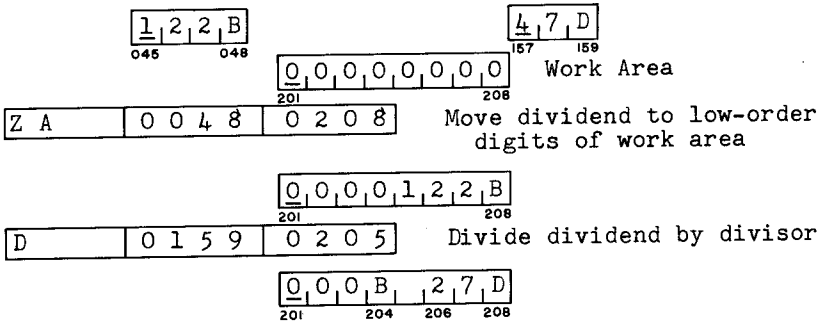 1 2 2 B
4 7 D
045 048
157 159
0 0 0 0 0 0 0 0 Work Area
201 208
Z A 0 0 4 8 0 2 0 8 Move dividend to low-order
digits of work area
0 0 0 0 1 2 2 B
201 208
D 0 1 5 9 0 2 0 5 Divide dividend by divisor
0 0 0 B 2 7 D
201 204 206 208